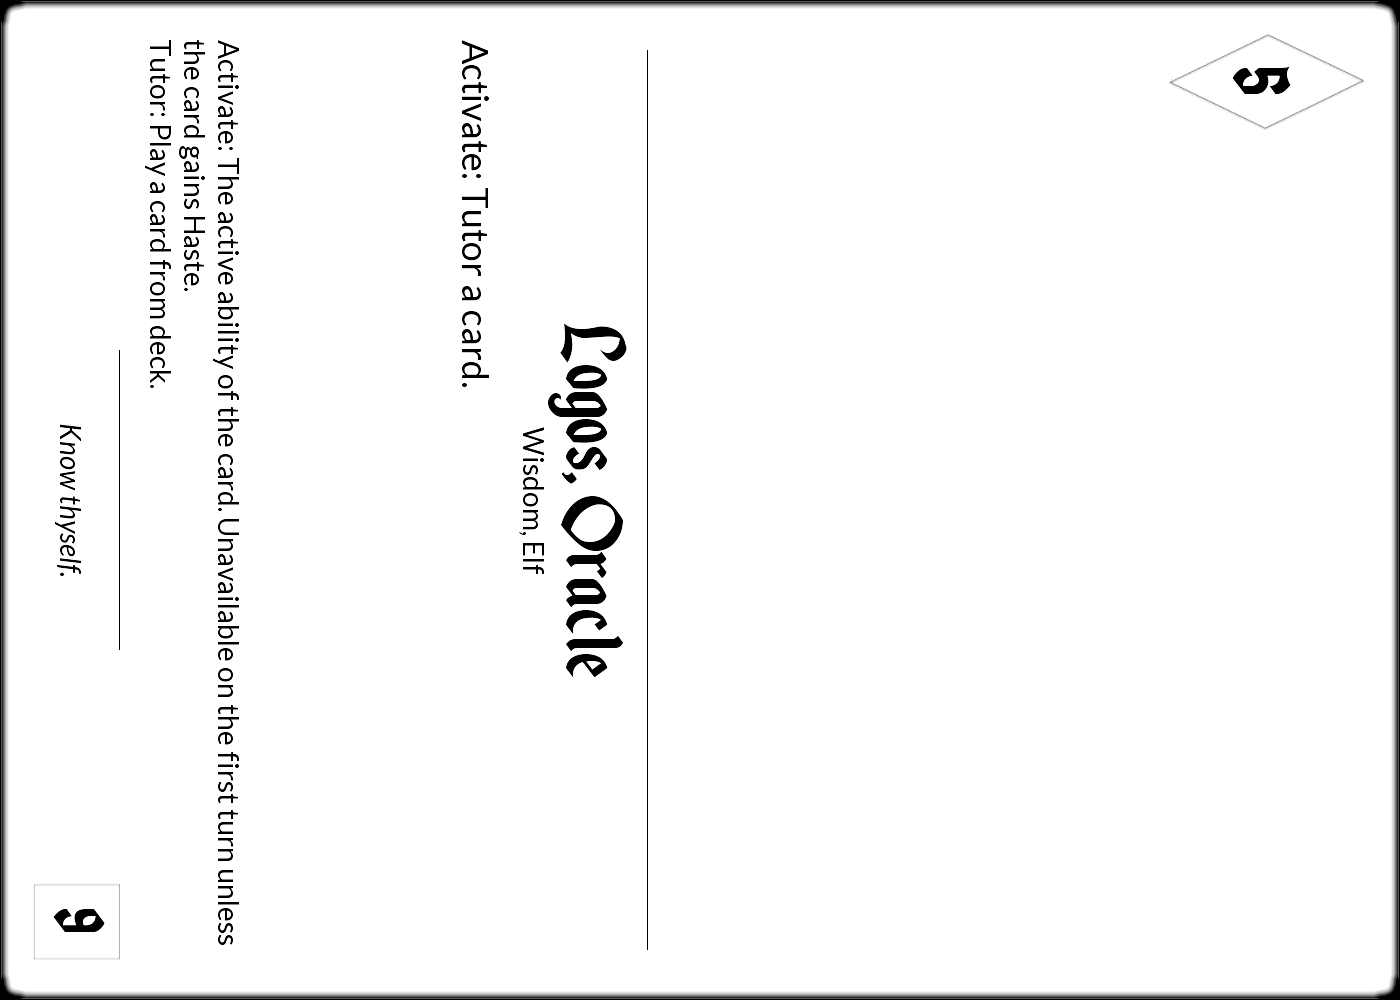 5
Logos, Oracle
Wisdom, Elf
Activate: Tutor a card.
Activate: The active ability of the card. Unavailable on the first turn unless
the card gains Haste.
Tutor: Play a card from deck.
Know thyself.
9